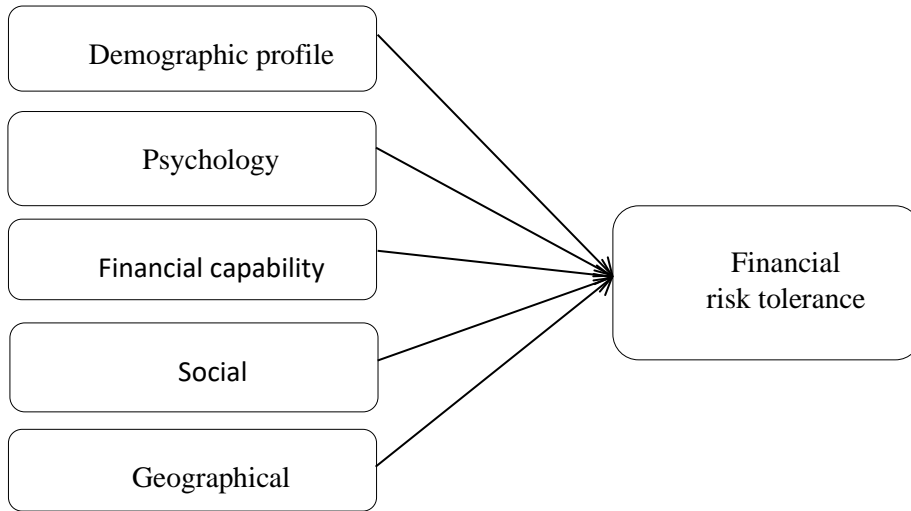 Demographic profile
Psychology
Financial capability
Social
Geographical
Financial
risk tolerance